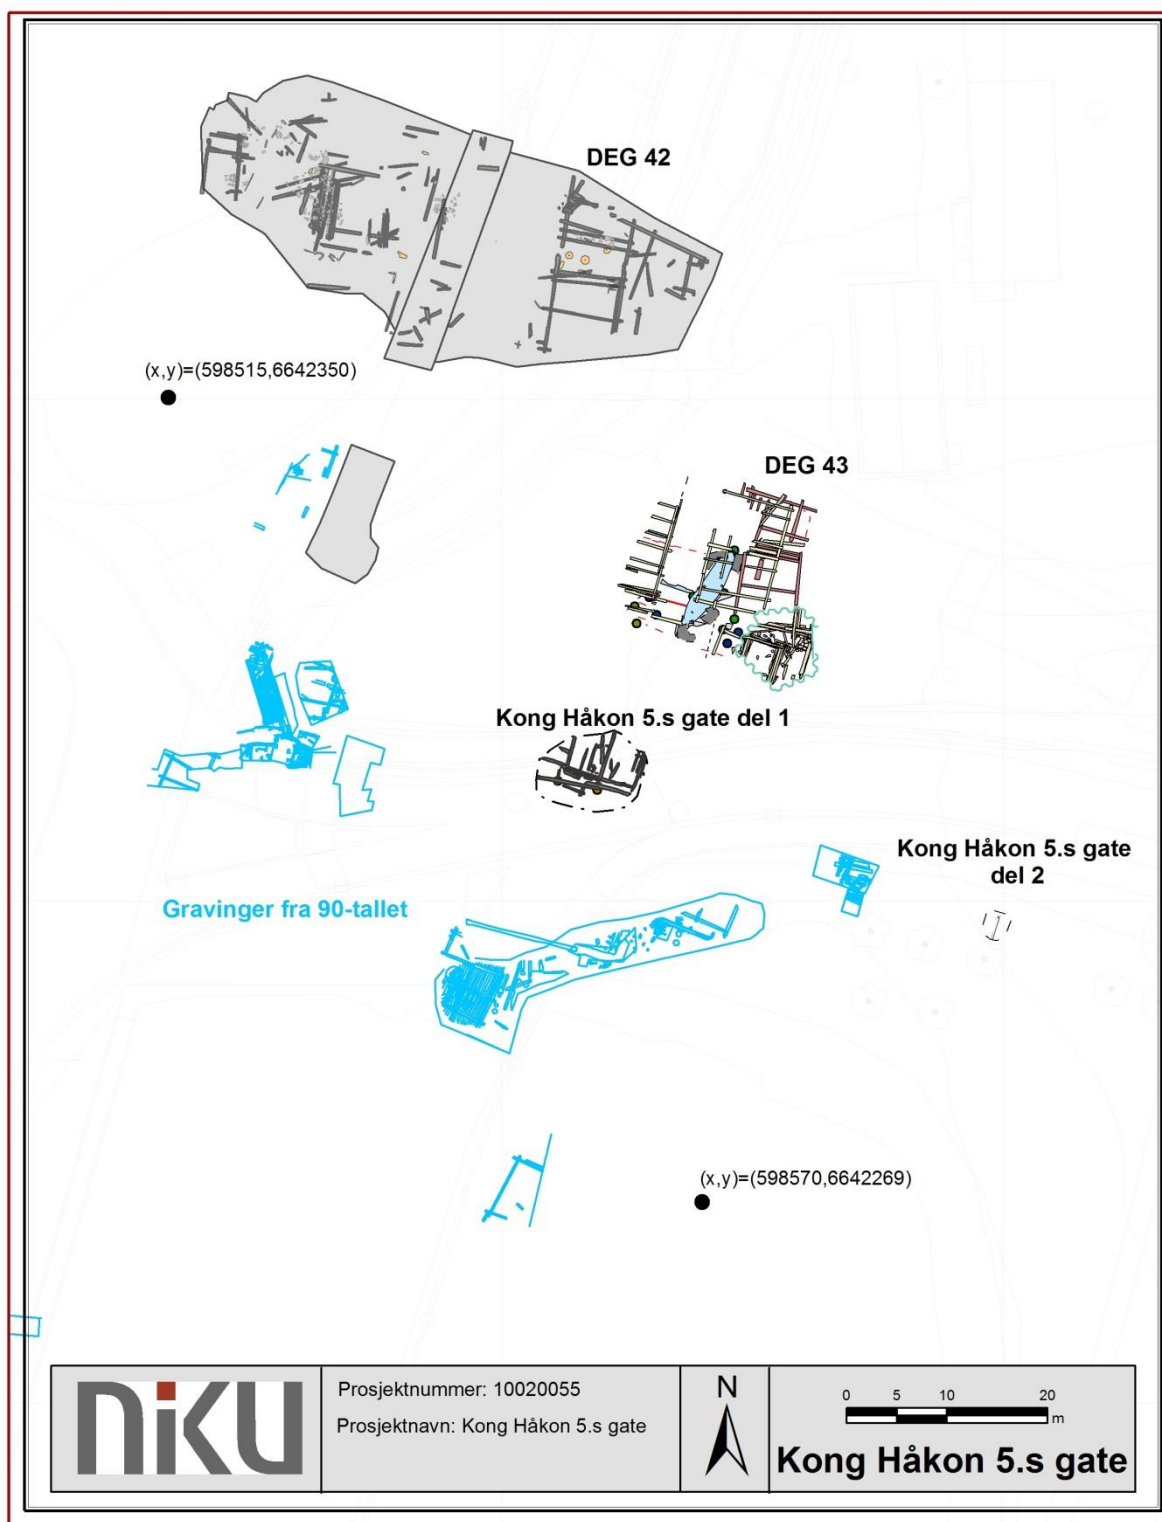 DEG 42
(x,y)=(598515,6642350)
DEG 43
Kong Håkon 5.s gate del 1
Kong Håkon 5.s gate
del 2
Gravinger fra 90-tallet
(x,y)=(598570,6642269)
niKU
Prosjektnummer: 10020055
Prosjektnavn: Kong Håkon 5.s gate
N
0 5 10 20
m
Kong Håkon 5.s gate